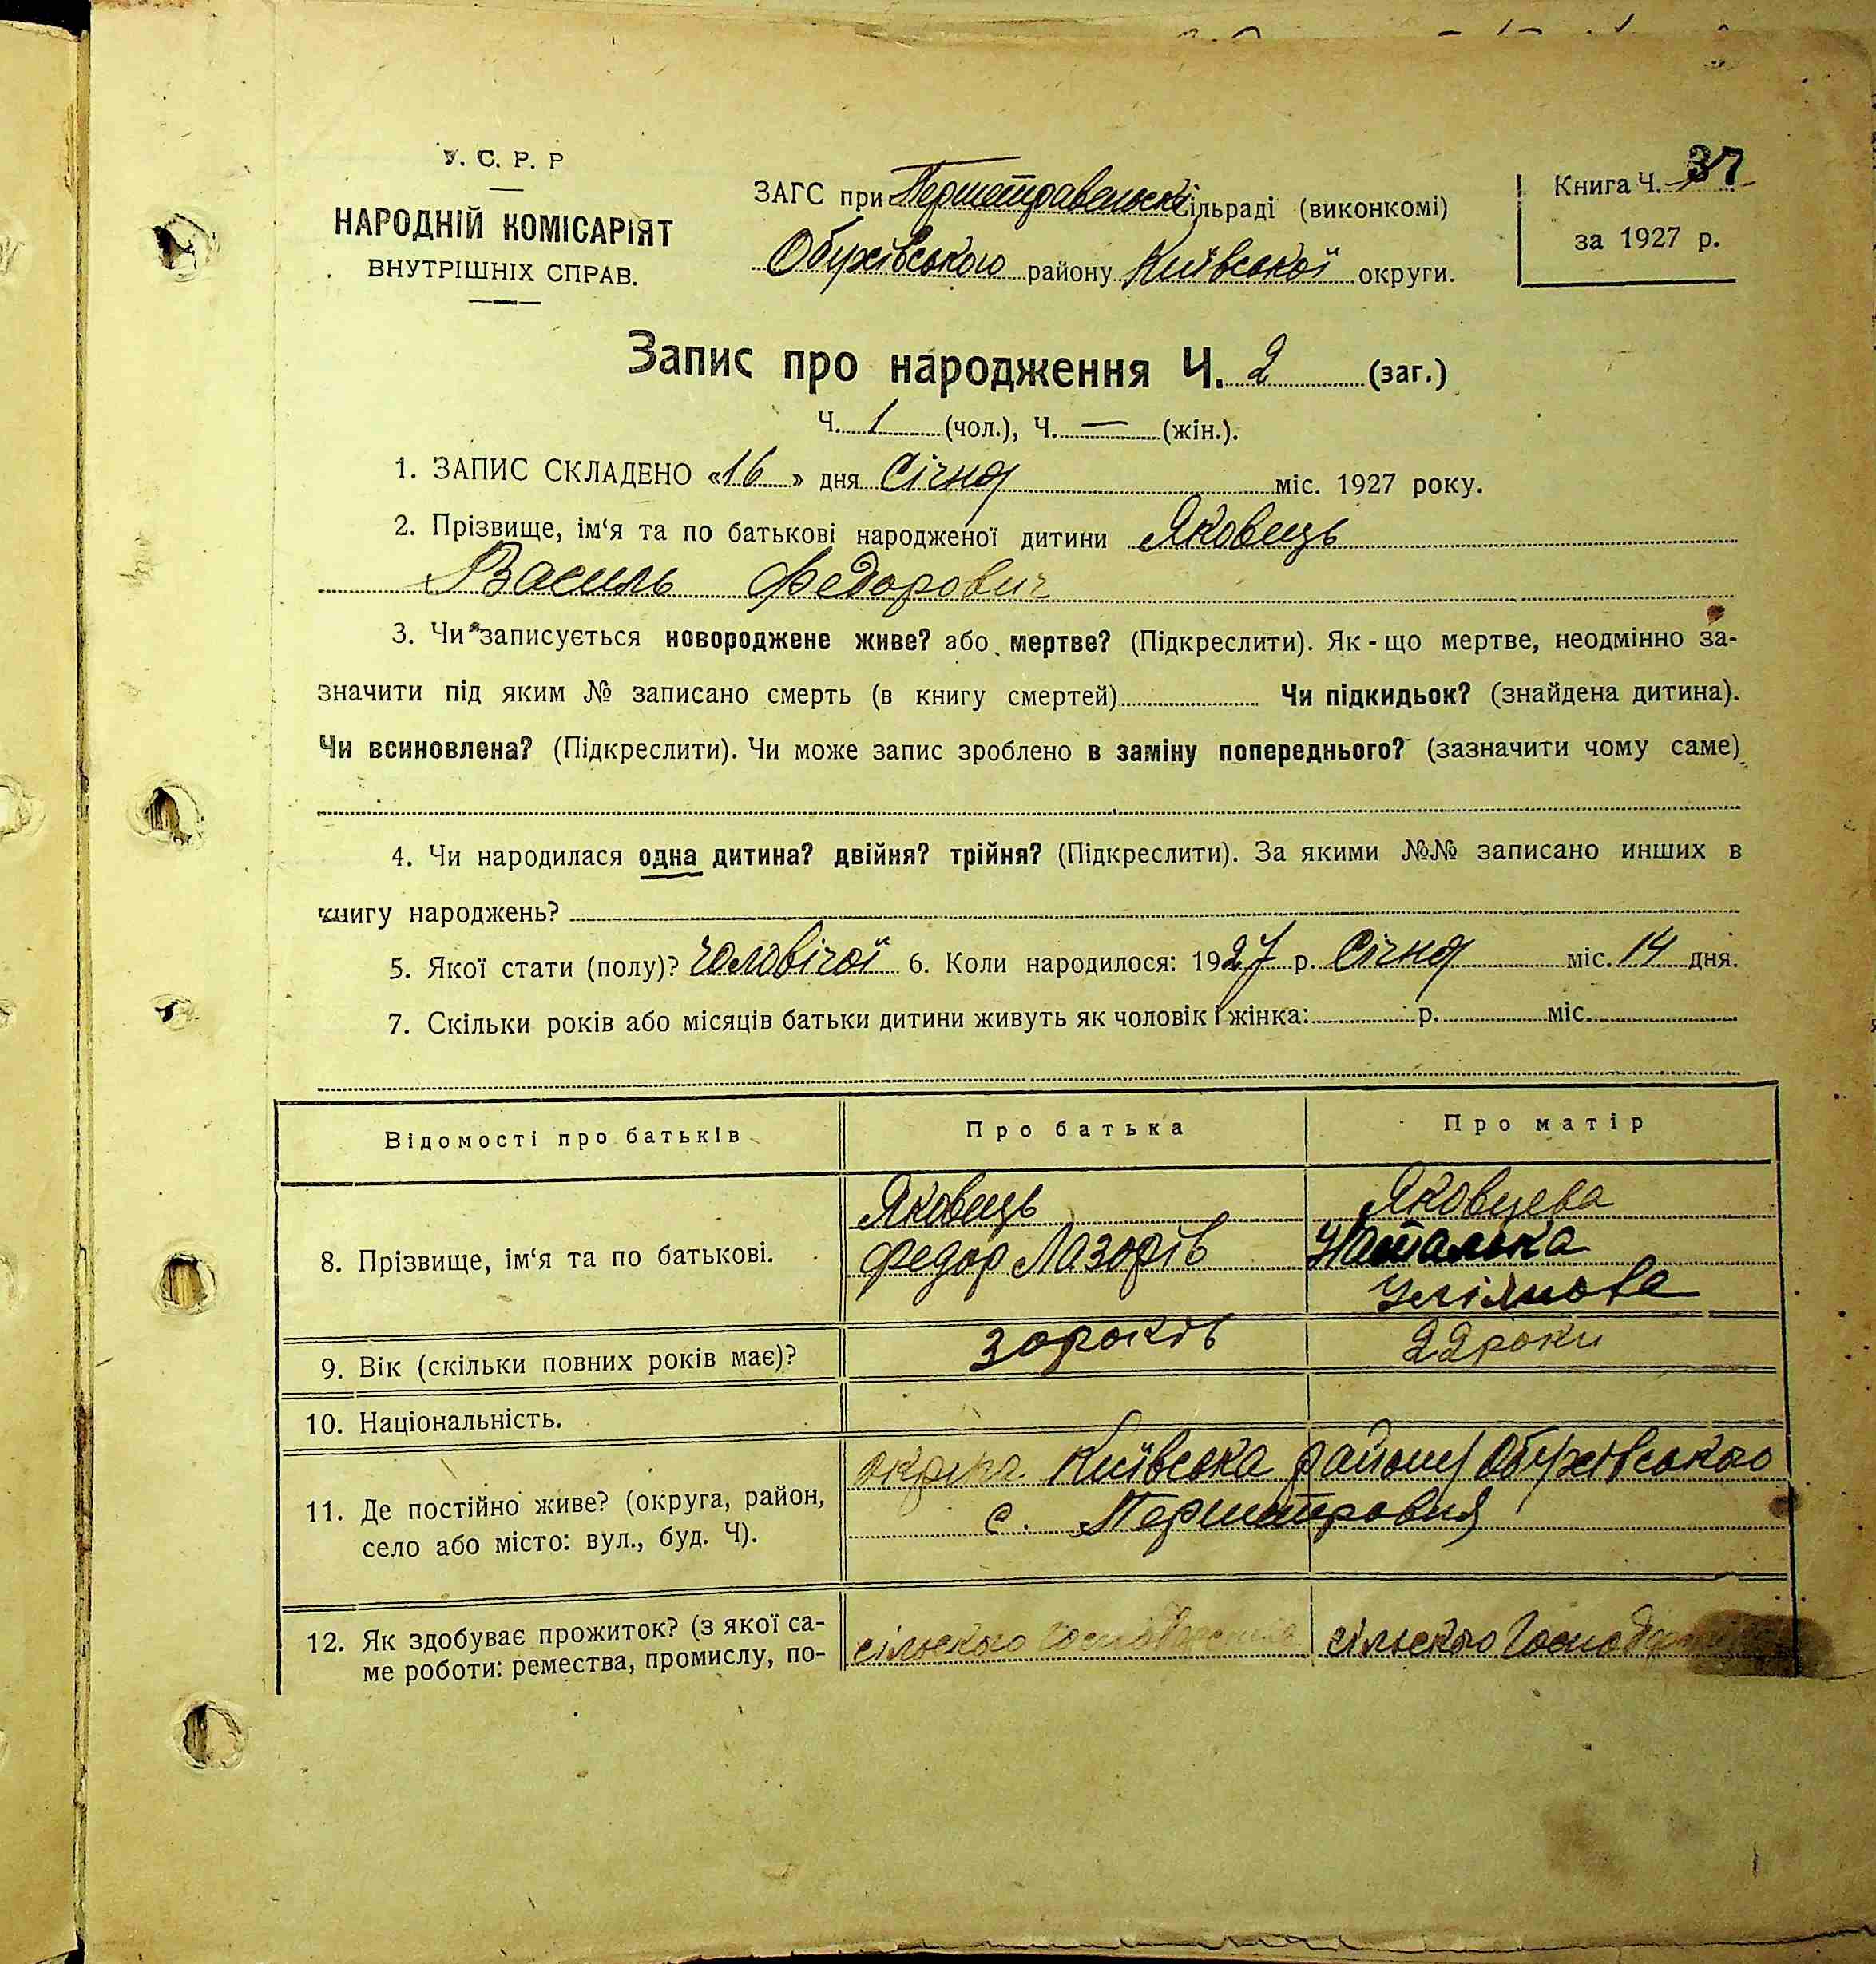 У. С. Р. Р
НАРОДНІЙ КОМІСАРІЯТ
ВНУТРІШНІХ СПРАВ.
ЗАГС при Першетравенскі сільраді (виконкомі)
Обухівського району Київської округи.
Книга Ч. 37
за 1927 р.
Запис про народження Ч. 2 (заг.)
Ч. 1 (чол.), Ч. — (жін.).
1. ЗАПИС СКЛАДЕНО «16» дня Січня міс. 1927 року.
2. Прізвище, ім'я та по батькові народженої дитини Яковець
Василь Федорович
3. Чи записується новороджене живе? або мертве? (Підкреслити). Як-що мертве, неодмінно за-
значити під яким № записано смерть (в книгу смертей) Чи підкидьок? (знайдена дитина).
Чи всиновлена? (Підкреслити). Чи може запис зроблено в заміну попереднього? (зазначити чому саме)
4. Чи народилася одна дитина? двійня? трійня? (Підкреслити). За якими №№ записано инших в
книгу народжень?
5. Якої стати (полу)? Чоловічої 6. Коли народилося: 1927 р. Січня міс. 14 дня.
7. Скільки років або місяців батьки дитини живуть як чоловік і жінка: р. міс.
Відомості про батьків Про батька Про матір
8. Прізвище, ім'я та по батькові.
Яковець
Федор Лазорів
Яковцева
Наталька
Улiянова
9. Вік (скільки повних років має)? 30 років 22 роки
10. Національність.
11. Де постійно живе? (округа, район,
село або місто: вул., буд. Ч).
округа Київська району Обухівського
с. Першетровня
12. Як здобуває прожиток? (з якої са-
ме роботи: ремества, промислу, по-
сільского сільского